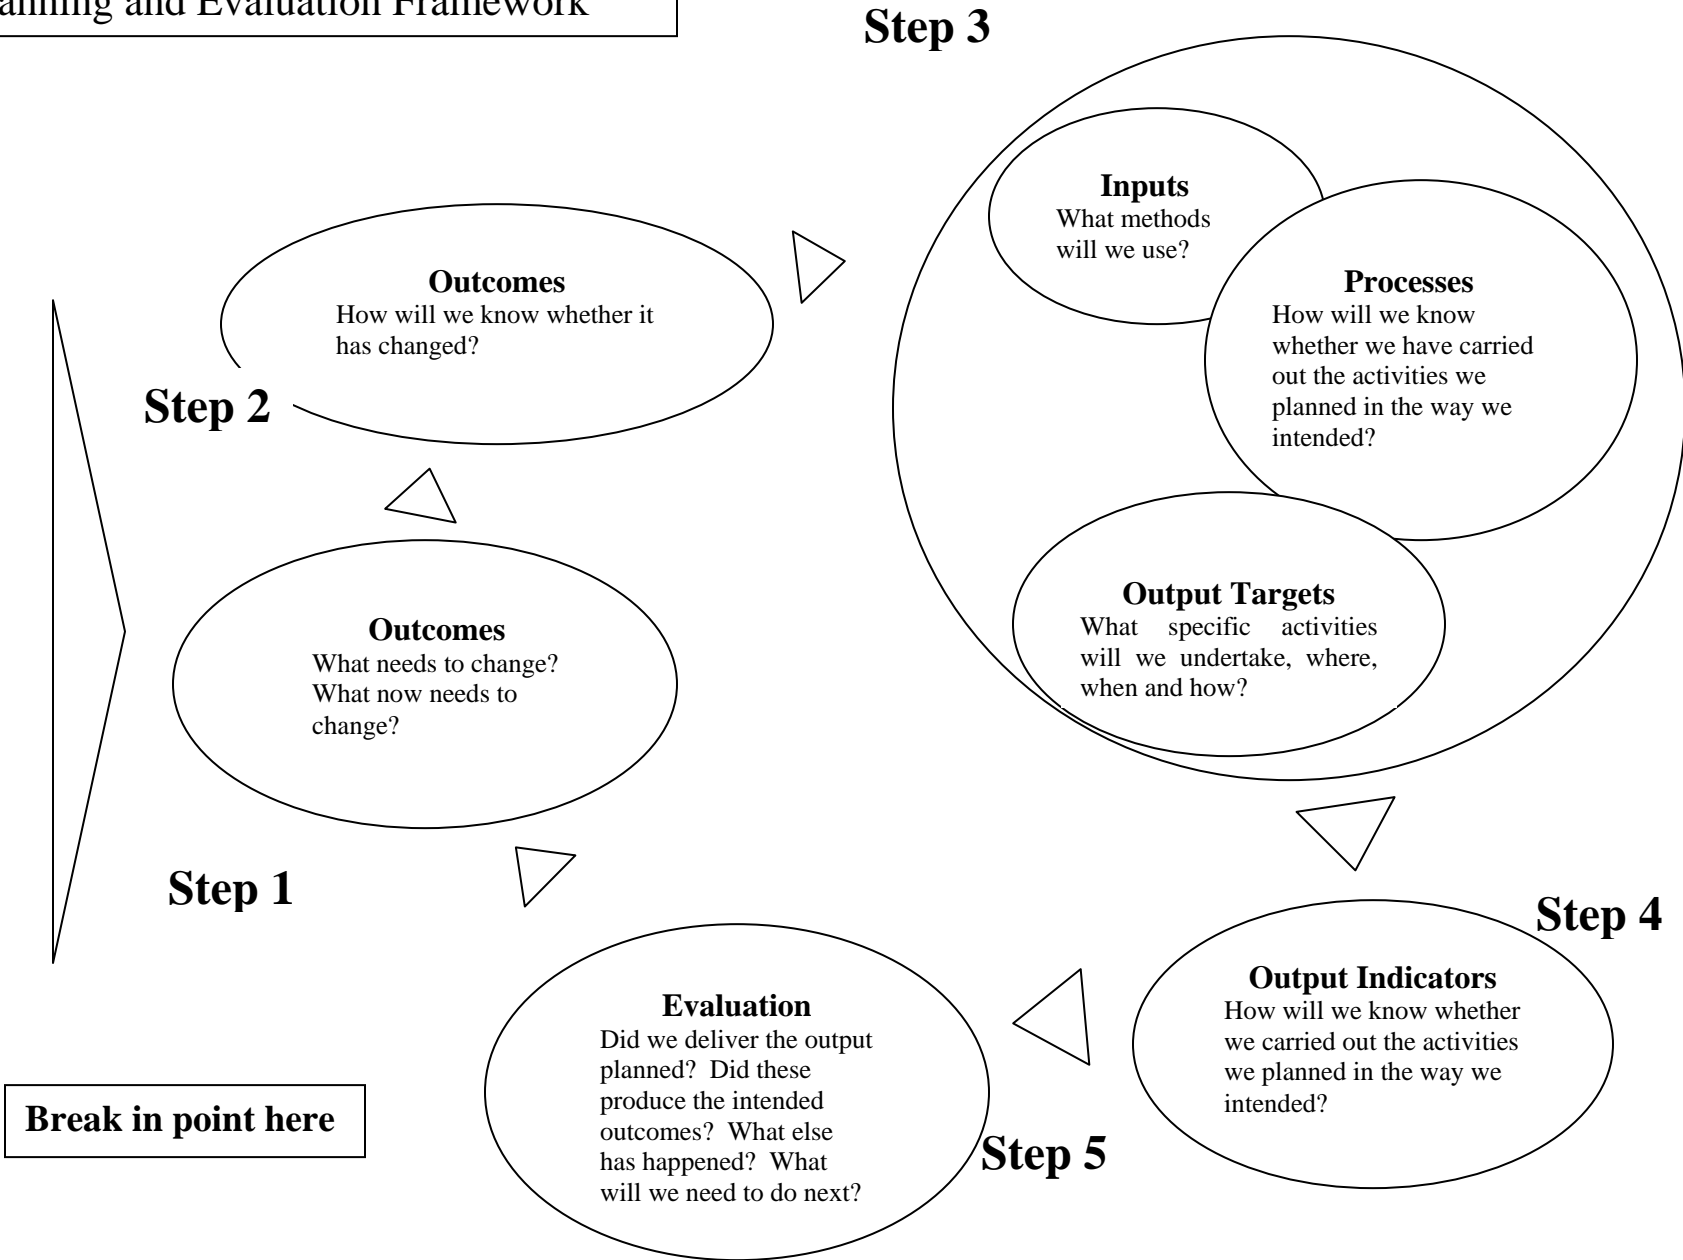 and Evaluation Framework
Step 3
Inputs
What methods
will we use?
Processes
How will we know
whether we have carried
out the activities we
planned in the way we
intended?
Outcomes
How will we know whether it
has changed?
Step 2
Output Targets
What specific activities
will we undertake, where,
when and how?
Outcomes
What needs to change?
What now needs to
change?
Step 1
Step 4
Output Indicators
How will we know whether
we carried out the activities
we planned in the way we
intended?
Evaluation
Did we deliver the output
planned? Did these
produce the intended
outcomes? What else
has happened? What
will we need to do next?
Step 5
Break in point here